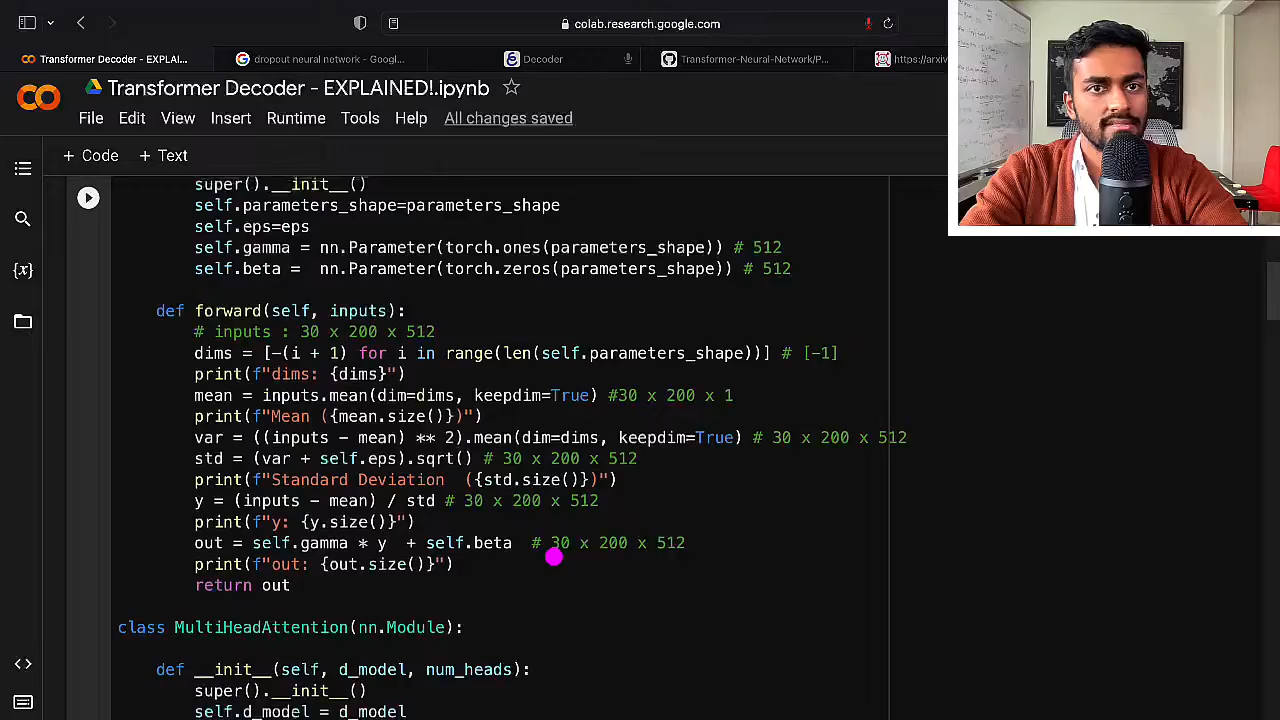 colab.research.google.com
Transformer Decoder - EXPLAI...
dropout neural network - Googl...
Decoder
Transformer-Neural-Network/P...
https://arxiv
Transformer Decoder - EXPLAINED!.ipynb
File Edit View Insert Runtime Tools Help All changes saved
+ Code + Text
super().__init__()
self.parameters_shape=parameters_shape
self.eps=eps
self.gamma = nn.Parameter(torch.ones(parameters_shape)) # 512
self.beta =  nn.Parameter(torch.zeros(parameters_shape)) # 512
def forward(self, inputs):
# inputs : 30 x 200 x 512
dims = [-(i + 1) for i in range(len(self.parameters_shape))] # [-1]
print(f"dims: {dims}")
mean = inputs.mean(dim=dims, keepdim=True) #30 x 200 x 1
print(f"Mean ({mean.size()})")
var = ((inputs - mean) ** 2).mean(dim=dims, keepdim=True) # 30 x 200 x 512
std = (var + self.eps).sqrt() # 30 x 200 x 512
print(f"Standard Deviation  ({std.size()})")
y = (inputs - mean) / std # 30 x 200 x 512
print(f"y: {y.size()}")
out = self.gamma * y  + self.beta  # 30 x 200 x 512
print(f"out: {out.size()}")
return out
class MultiHeadAttention(nn.Module):
def __init__(self, d_model, num_heads):
super().__init__()
self.d_model = d_model